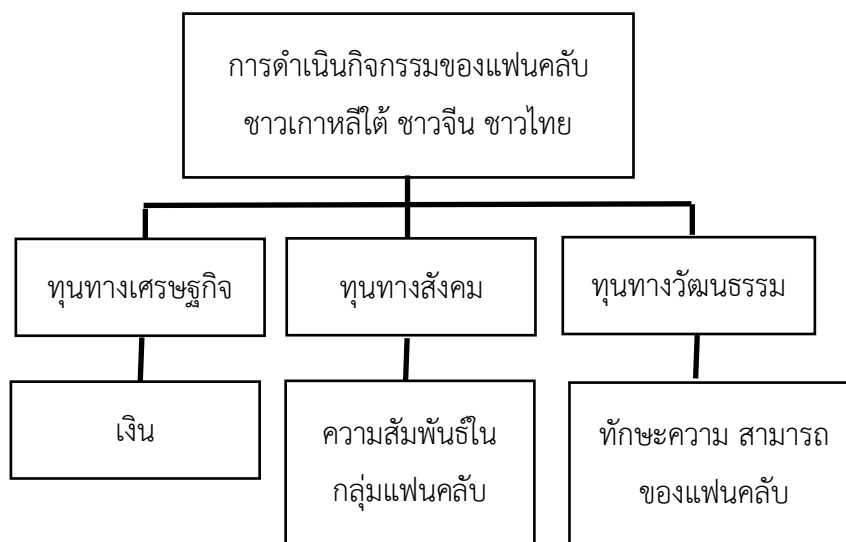 การดำเนินกิจกรรมของแฟนคลับ
ชาวเกาหลีใต้ ชาวจีน ชาวไทย
ทุนทางเศรษฐกิจ
ทุนทางสังคม
ทุนทางวัฒนธรรม
เงิน
ความสัมพันธ์ใน
กลุ่มแฟนคลับ
ทักษะความ สามารถ
ของแฟนคลับ